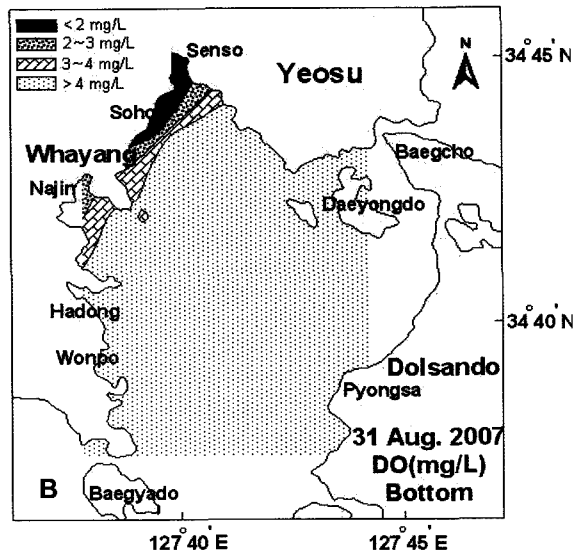 <2 mg/L
2~3 mg/L
3~4 mg/L
>4 mg/L
Senso
Yeosu
N
34° 45' N
Soho
Whayang
Baegcho
Najin
Daeyongdo
Hadong
34° 40' N
Wonpo
Dolsando
Pyongsa
31 Aug. 2007
DO(mg/L)
Bottom
B
Baegyado
127° 40' E
127° 45' E